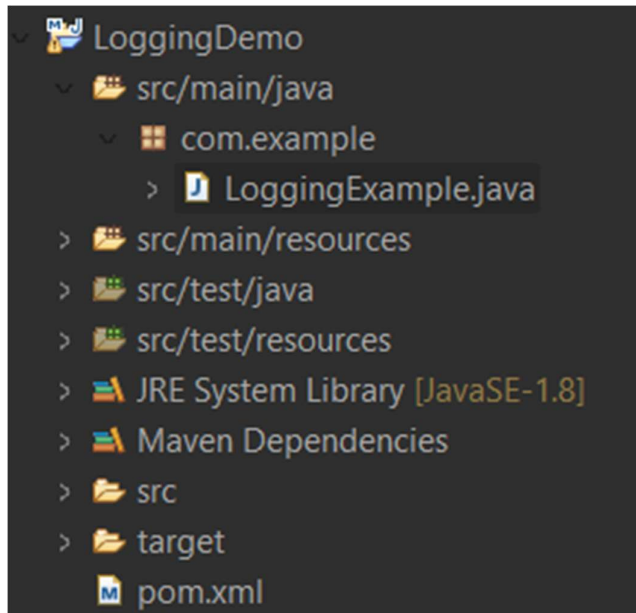 LoggingDemo
src/main/java
com.example
LoggingExample.java
src/main/resources
src/test/java
src/test/resources
JRE System Library [JavaSE-1.8]
Maven Dependencies
src
target
pom.xml